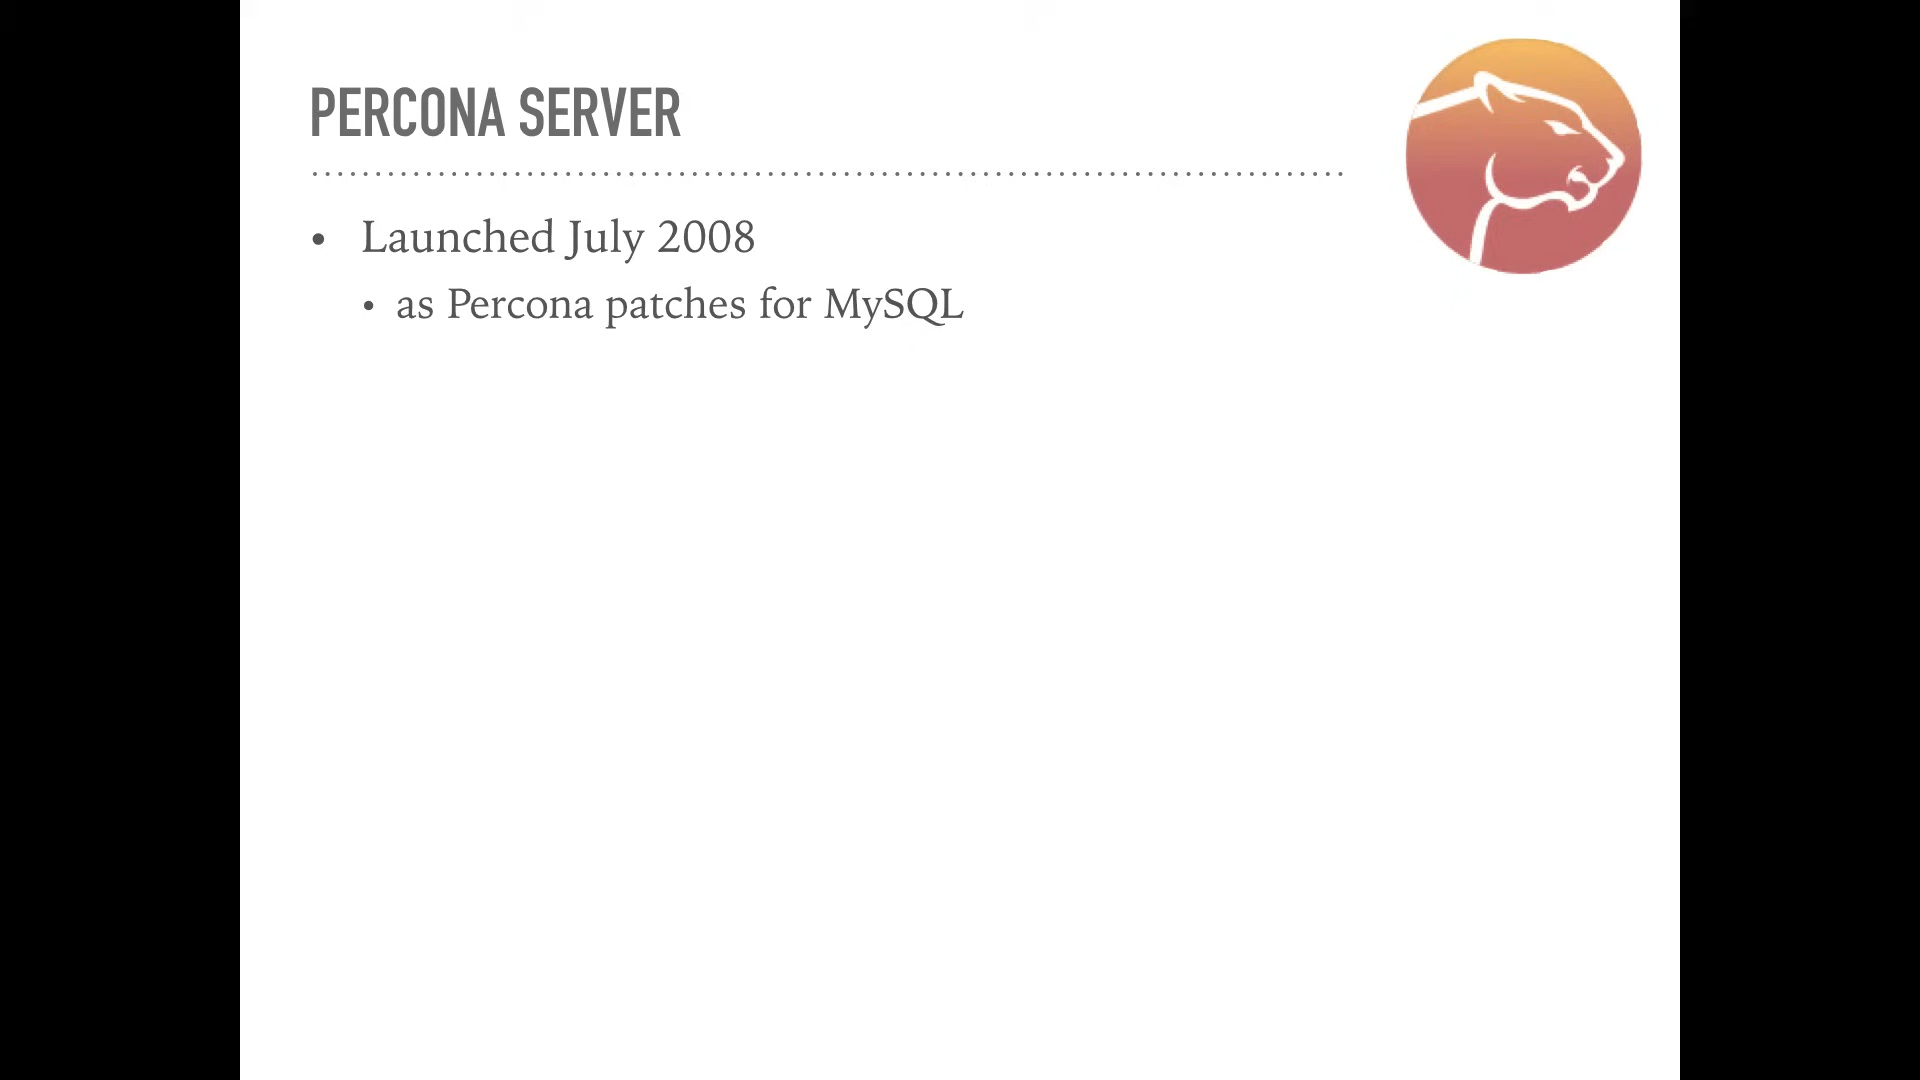 PERCONA SERVER
• Launched July 2008
• as Percona patches for MySQL